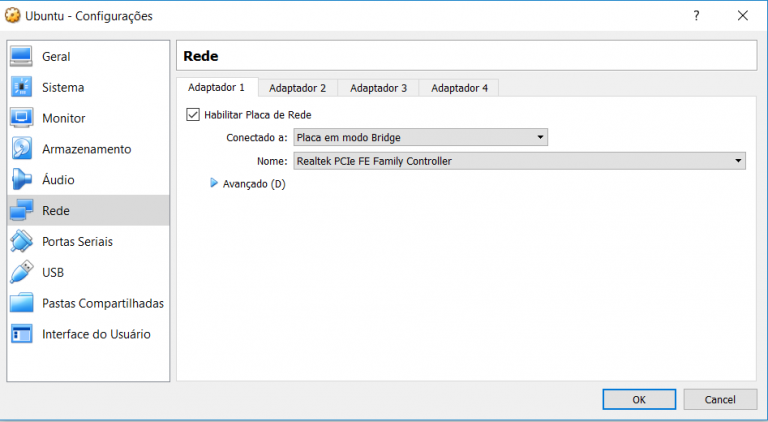 Ubuntu - Configurações
?
Geral
Sistema
Monitor
Armazenamento
Áudio
Rede
Portas Seriais
USB
Pastas Compartilhadas
Interface do Usuário
Rede
Adaptador 1 Adaptador 2 Adaptador 3 Adaptador 4
Habilitar Placa de Rede
Conectado a: Placa em modo Bridge
Nome: Realtek PCIe FE Family Controller
Avançado (D)
OK Cancel